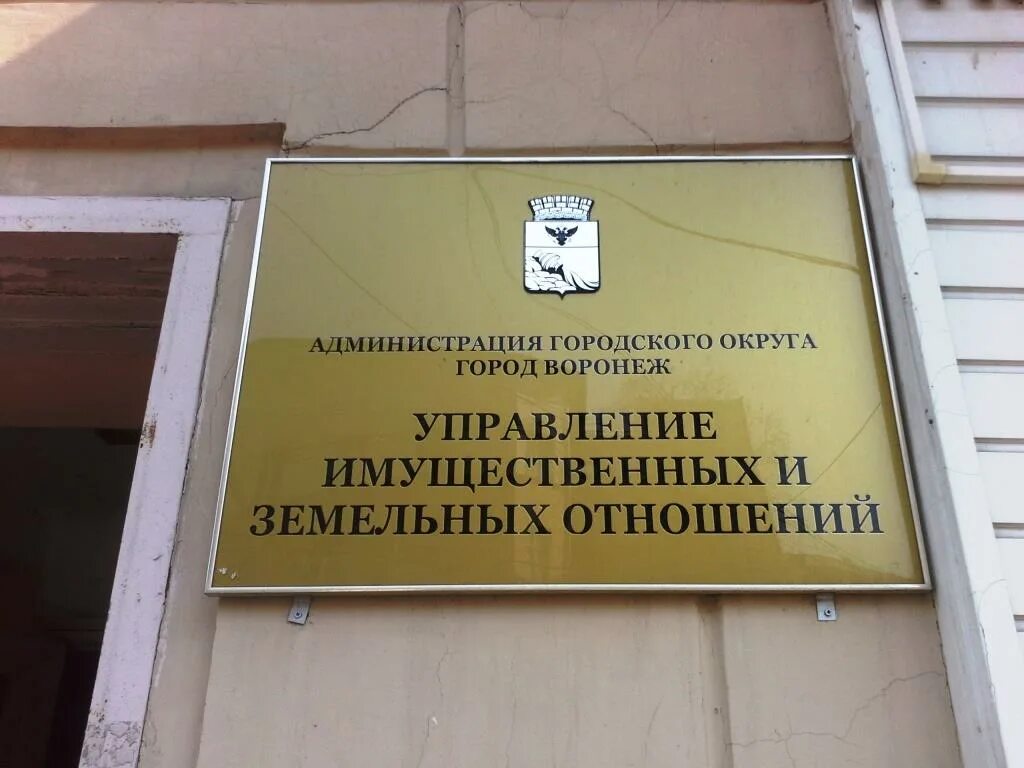 АДМИНИСТРАЦИЯ ГОРОДСКОГО ОКРУГА
ГОРОД ВОРОНЕЖ
УПРАВЛЕНИЕ
ИМУЩЕСТВЕННЫХ И
ЗЕМЕЛЬНЫХ ОТНОШЕНИЙ